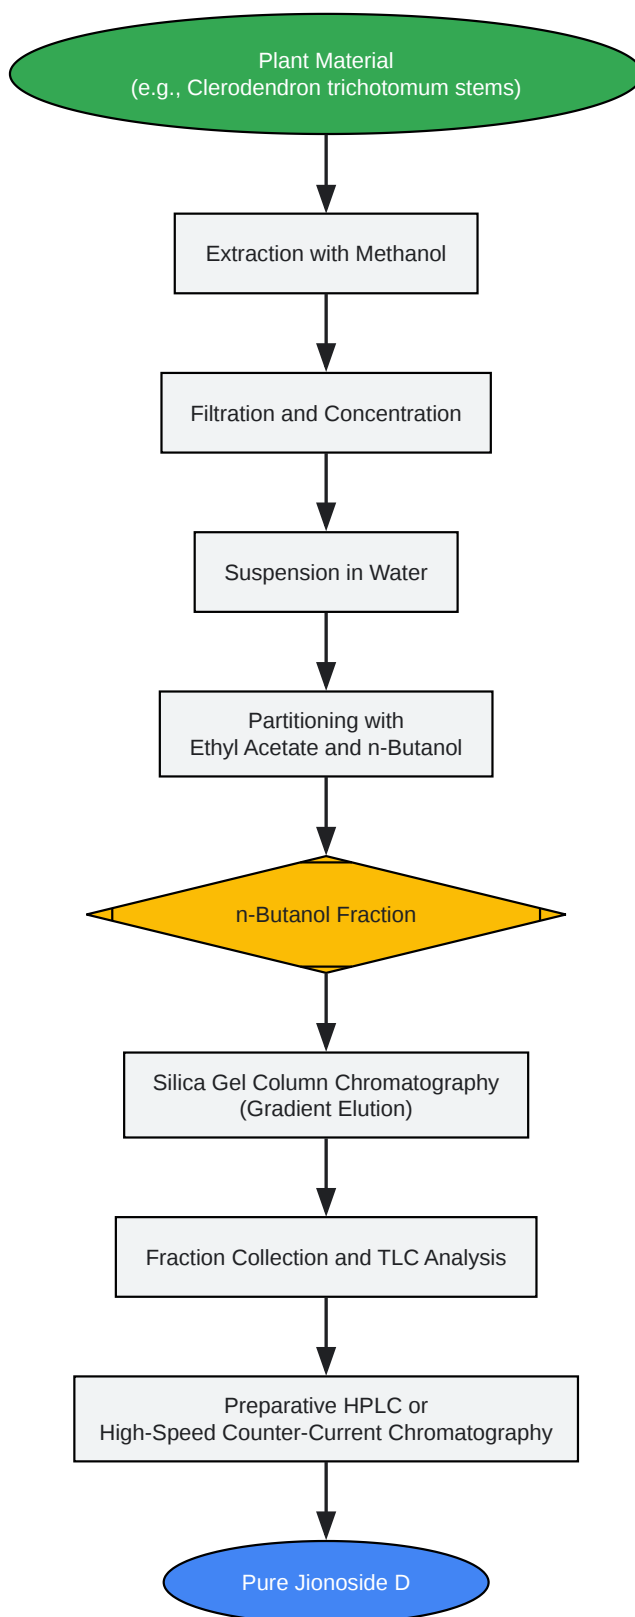 Plant Material
(e.g., Clerodendron trichotomum stems)
Extraction with Methanol
Filtration and Concentration
Suspension in Water
Partitioning with
Ethyl Acetate and n-Butanol
n-Butanol Fraction
Silica Gel Column Chromatography
(Gradient Elution)
Fraction Collection and TLC Analysis
Preparative HPLC or
High-Speed Counter-Current Chromatography
Pure Jionoside D